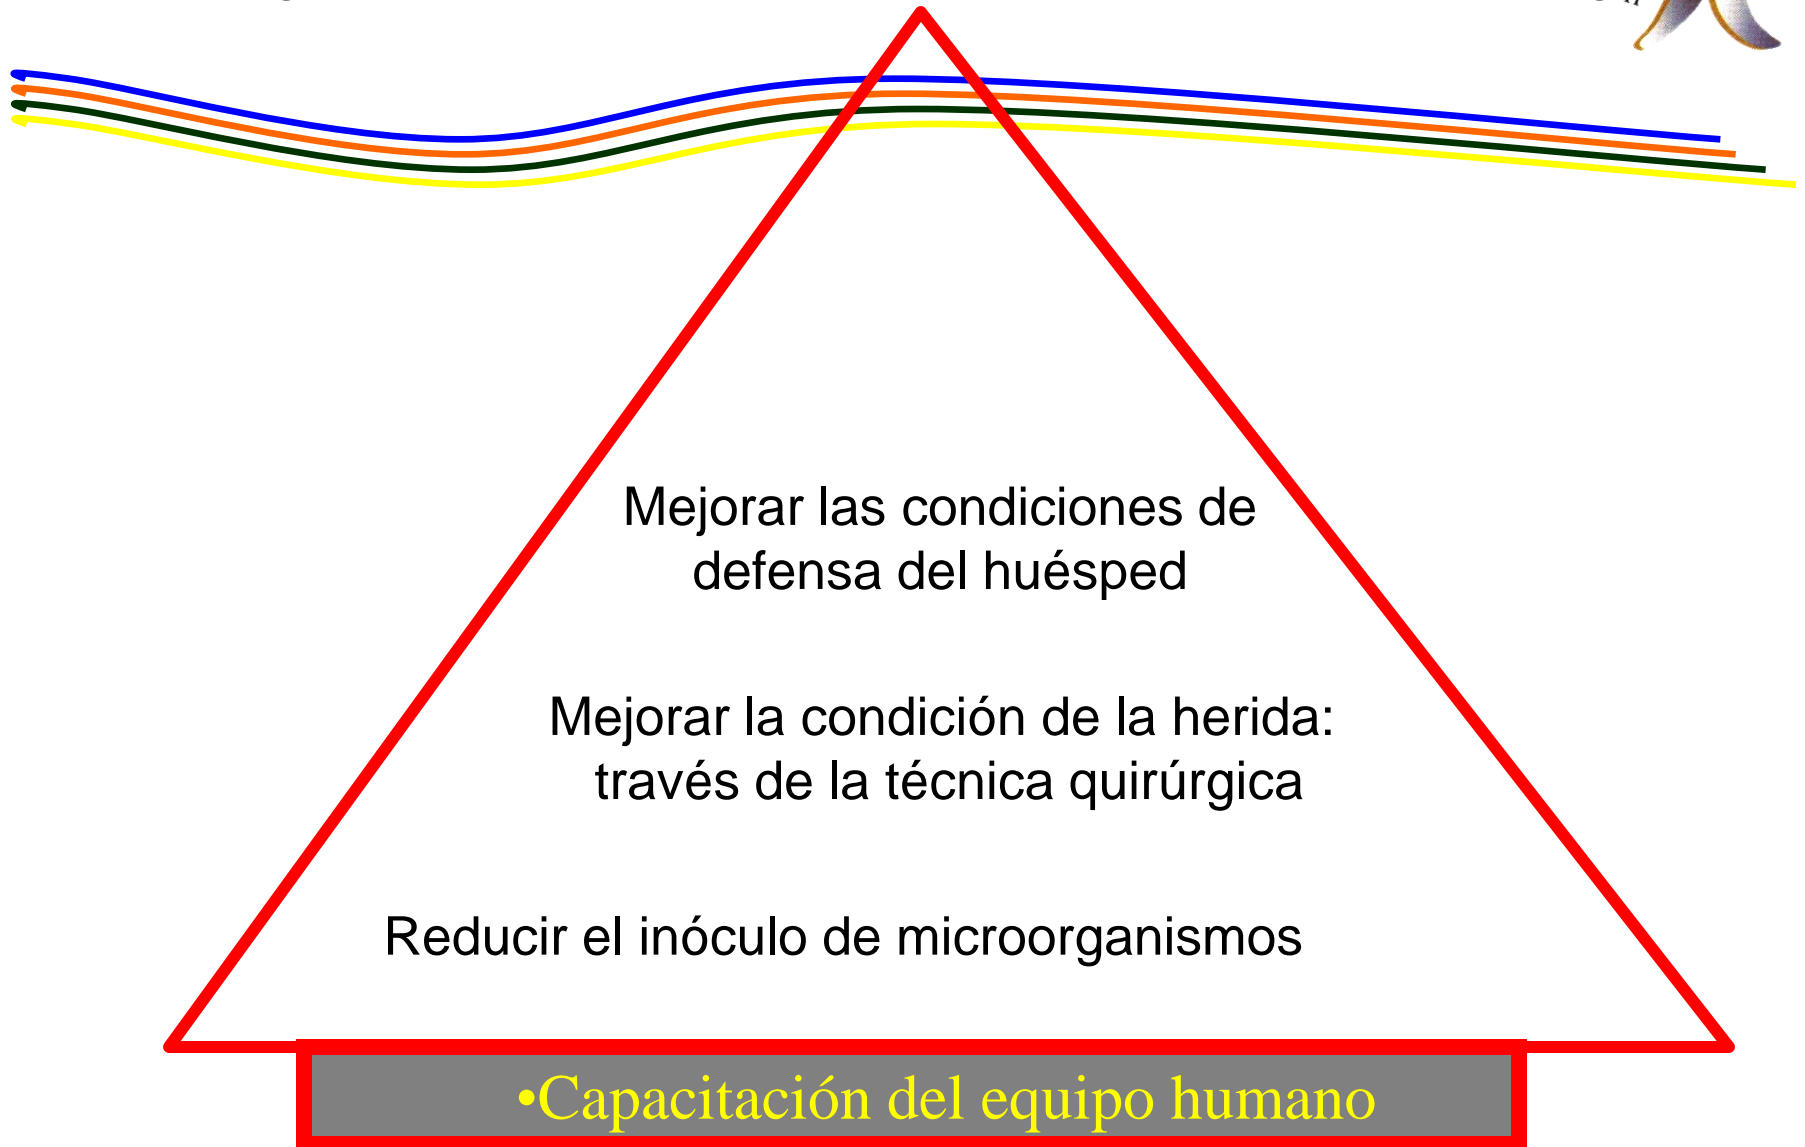 Mejorar las condiciones de
defensa del huésped
Mejorar la condición de la herida:
través de la técnica quirúrgica
Reducir el inóculo de microorganismos
•Capacitación del equipo humano